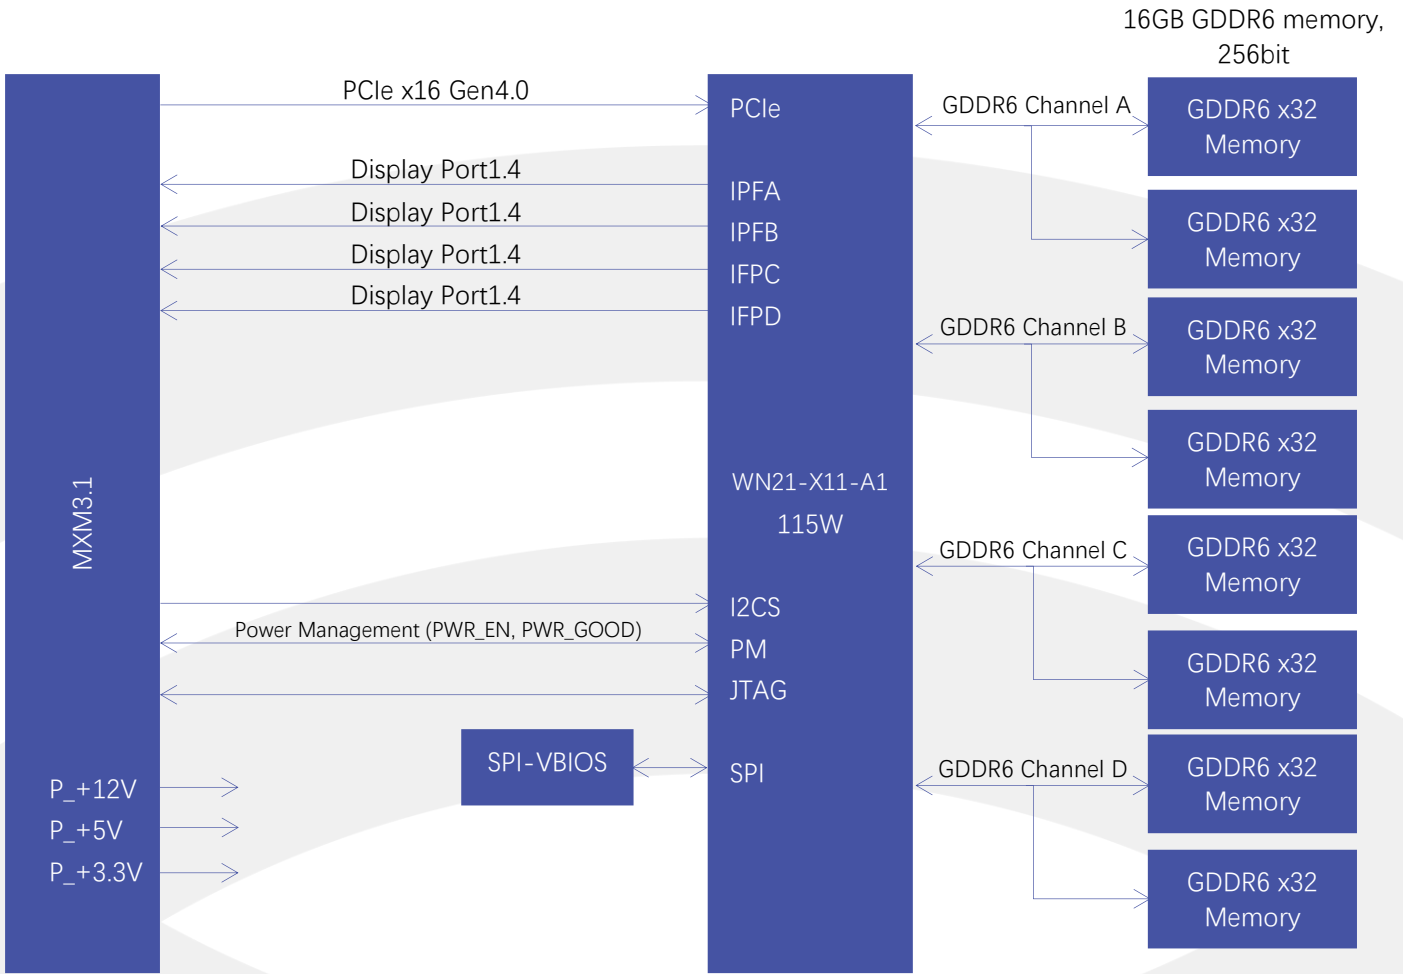 16GB GDDR6 memory,
256bit
MXM3.1
P_+12V
P_+5V
P_+3.3V
PCIe x16 Gen4.0
Display Port1.4
Display Port1.4
Display Port1.4
Display Port1.4
Power Management (PWR_EN, PWR_GOOD)
SPI-VBIOS
PCIe
IPFA
IPFB
IFPC
IFPD
WN21-X11-A1
115W
I2CS
PM
JTAG
SPI
GDDR6 Channel A
GDDR6 Channel B
GDDR6 Channel C
GDDR6 Channel D
GDDR6 x32
Memory
GDDR6 x32
Memory
GDDR6 x32
Memory
GDDR6 x32
Memory
GDDR6 x32
Memory
GDDR6 x32
Memory
GDDR6 x32
Memory
GDDR6 x32
Memory